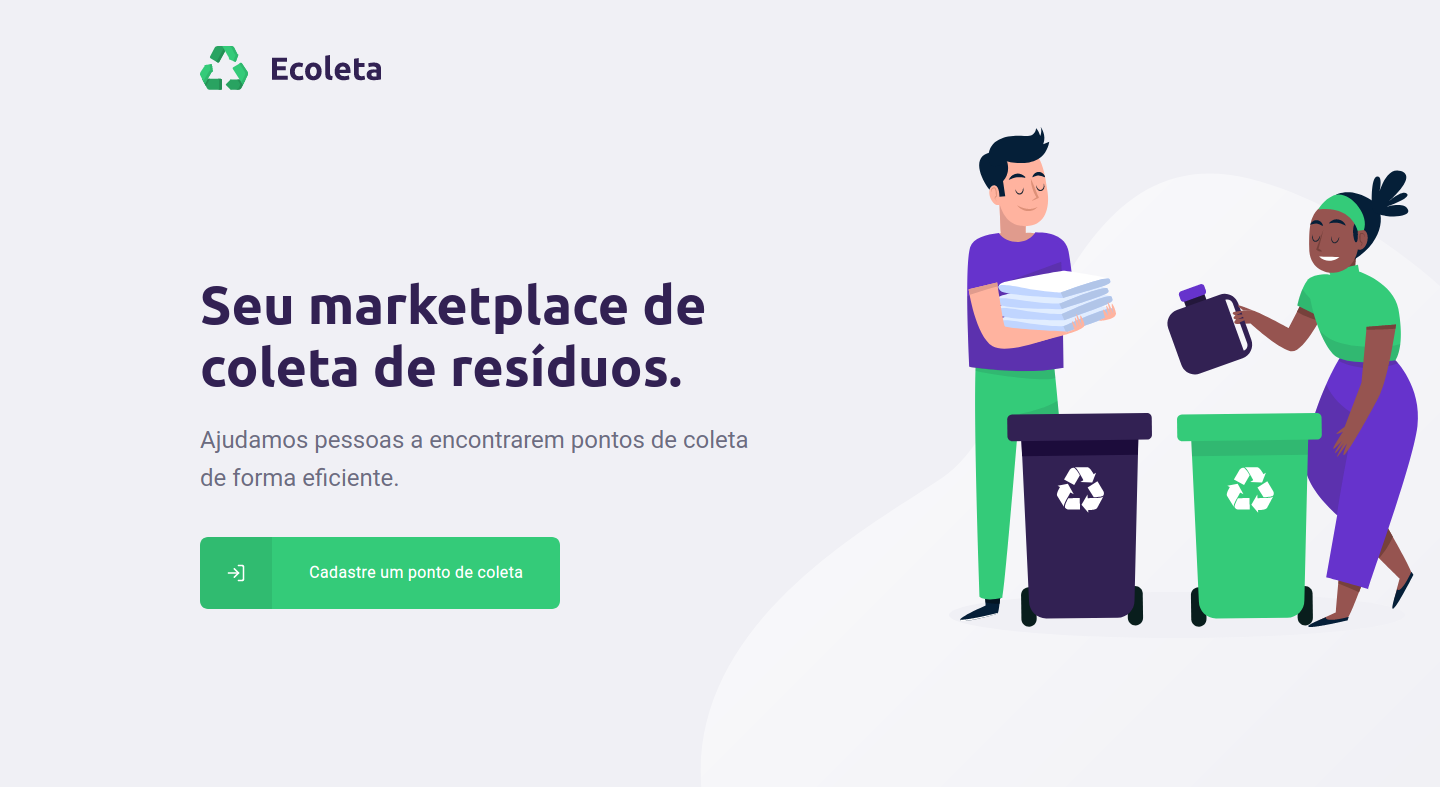 Ecoleta
Seu marketplace de
coleta de resíduos.
Ajudamos pessoas a encontrarem pontos de coleta
de forma eficiente.
Cadastre um ponto de coleta